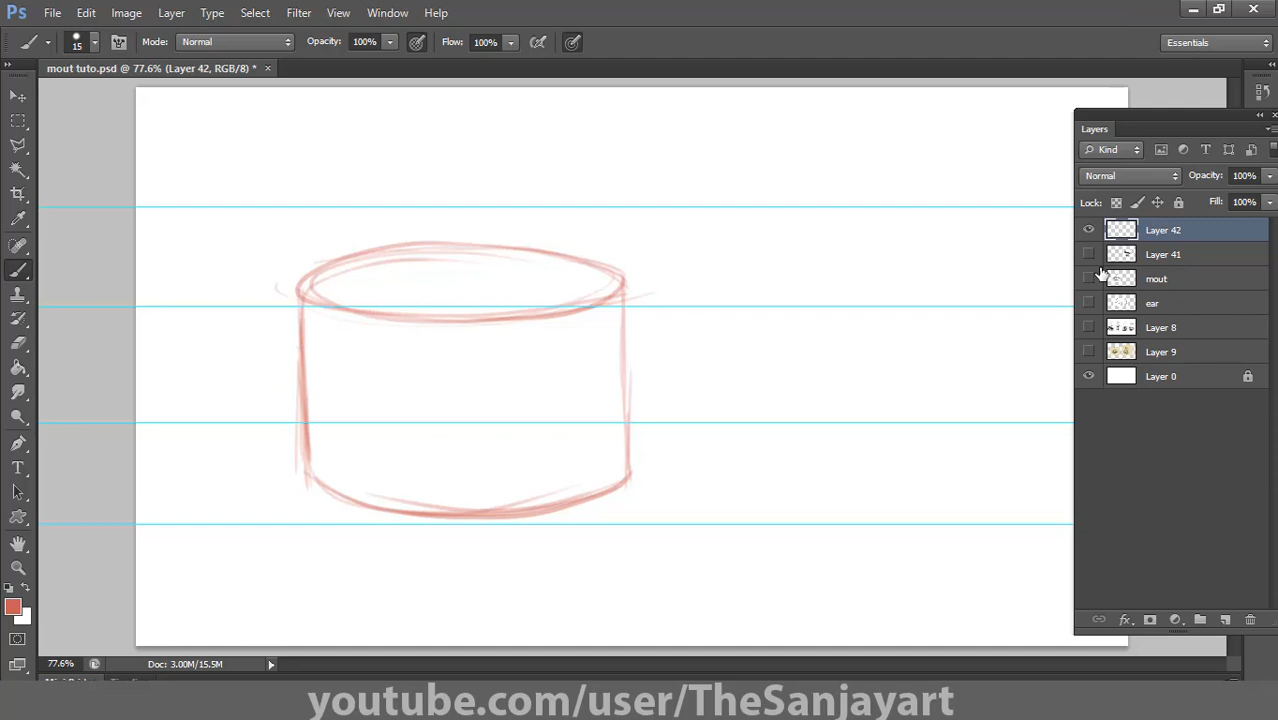 Ps File Edit Image Layer Type Select Filter View Window Help
15 Mode: Normal Opacity: 100% Flow: 100% Essentials
mout tuto.psd @ 77.6% (Layer 42, RGB/8) *
Layers
Kind
Normal Opacity: 100%
Lock: Fill: 100%
Layer 42
Layer 41
mout
ear
Layer 8
Layer 9
Layer 0
77.6% Doc: 3.00M/15.5M
youtube.com/user/TheSanjayart